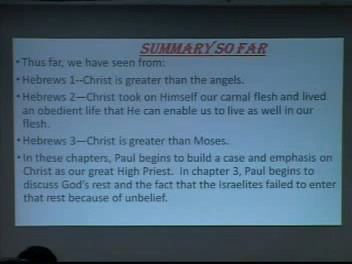 SUMMARY SO FAR
• Thus far, we have seen from:
• Hebrews 1--Christ is greater than the angels.
• Hebrews 2—Christ took on Himself our carnal flesh and lived
an obedient life that He can enable us to live as well in our
flesh.
• Hebrews 3—Christ is greater than Moses.
• In these chapters, Paul begins to build a case and emphasis on
Christ as our great High Priest. In chapter 3, Paul begins to
discuss God's rest and the fact that the Israelites failed to enter
that rest because of unbelief.